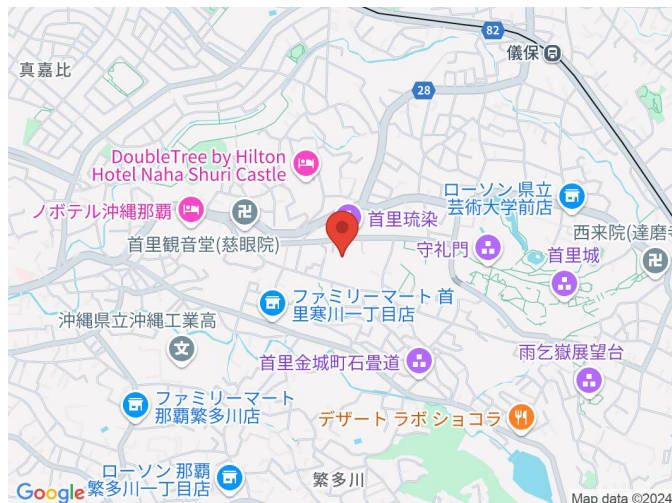 82
儀保
真嘉比
28
DoubleTree by Hilton
Hotel Naha Shuri Castle
ローソン 県立
芸術大学前店
ノボテル沖縄那覇
首里琉染
西来院(達磨寺
首里観音堂(慈眼院)
守礼門
首里城
ファミリーマート 首
里寒川一丁目店
沖縄県立沖縄工業高
雨乞嶽展望台
首里金城町石畳道
ファミリーマート
那覇繁多川店
デザート ラボ ショコラ
ローソン 那覇
繁多川一丁目店
繁多川
Google
Map data ©2024